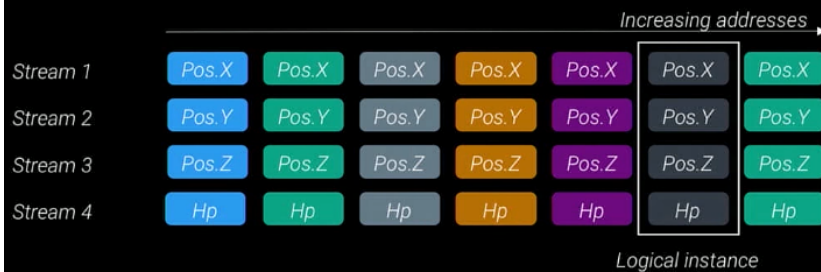 Increasing addresses
Stream 1 Pos.X Pos.X Pos.X Pos.X Pos.X Pos.X Pos.X
Stream 2 Pos.Y Pos.Y Pos.Y Pos.Y Pos.Y Pos.Y Pos.Y
Stream 3 Pos.Z Pos.Z Pos.Z Pos.Z Pos.Z Pos.Z Pos.Z
Stream 4 Hp Hp Hp Hp Hp Hp Hp
Logical instance